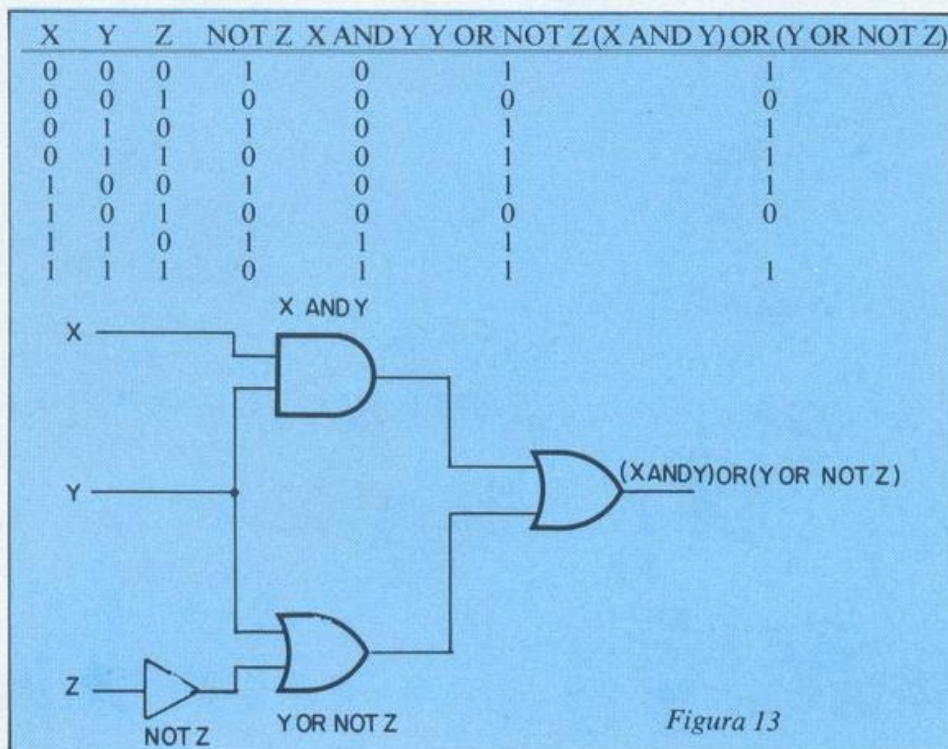 X Y Z NOT Z X AND Y Y OR NOT Z (X AND Y) OR (Y OR NOT Z)
0 0 0 1 0 1 1
0 0 1 0 0 0 0
0 1 0 1 0 1 1
0 1 1 0 0 1 1
1 0 0 1 0 1 1
1 0 1 0 0 0 0
1 1 0 1 1 1
1 1 1 0 1 1 1
X AND Y
X
Y
(X AND Y) OR (Y OR NOT Z)
Z
NOT Z
Y OR NOT Z
Figura 13